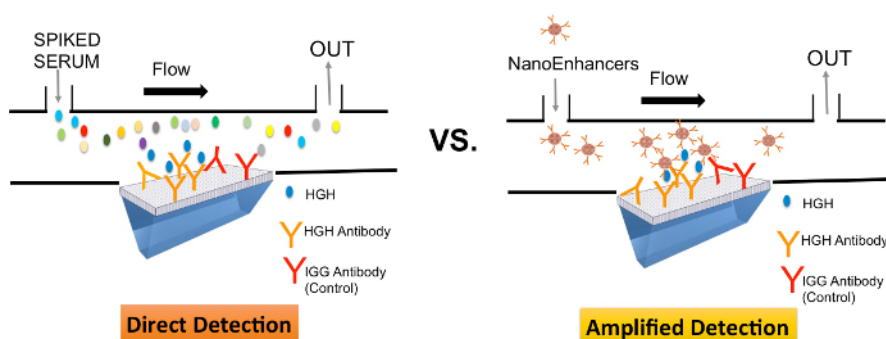 SPIKED
SERUM
Flow
OUT
HGH
HGH Antibody
IGG Antibody
(Control)
Direct Detection
VS.
NanoEnhancers
Flow
OUT
HGH
HGH Antibody
IGG Antibody
(Control)
Amplified Detection